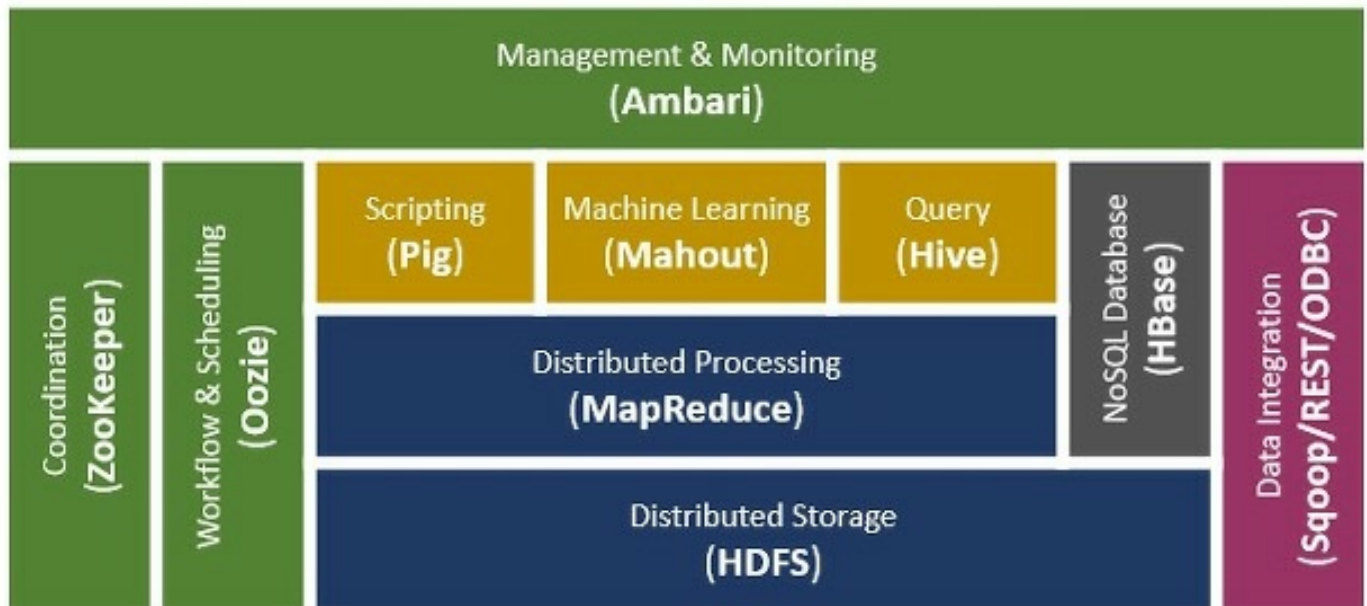 Management & Monitoring
(Ambari)
Coordination
(ZooKeeper)
Workflow & Scheduling
(Oozie)
Scripting
(Pig)
Machine Learning
(Mahout)
Query
(Hive)
Distributed Processing
(MapReduce)
NoSQL Database
(HBase)
Data Integration
(Sqoop/REST/ODBC)
Distributed Storage
(HDFS)